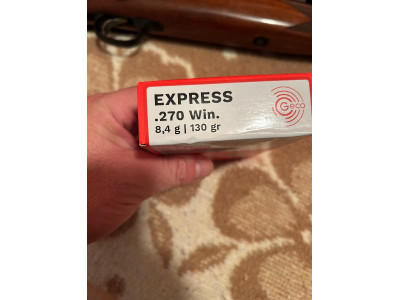 EXPRESS
.270 Win.
8,4 g | 130 gr
Geco